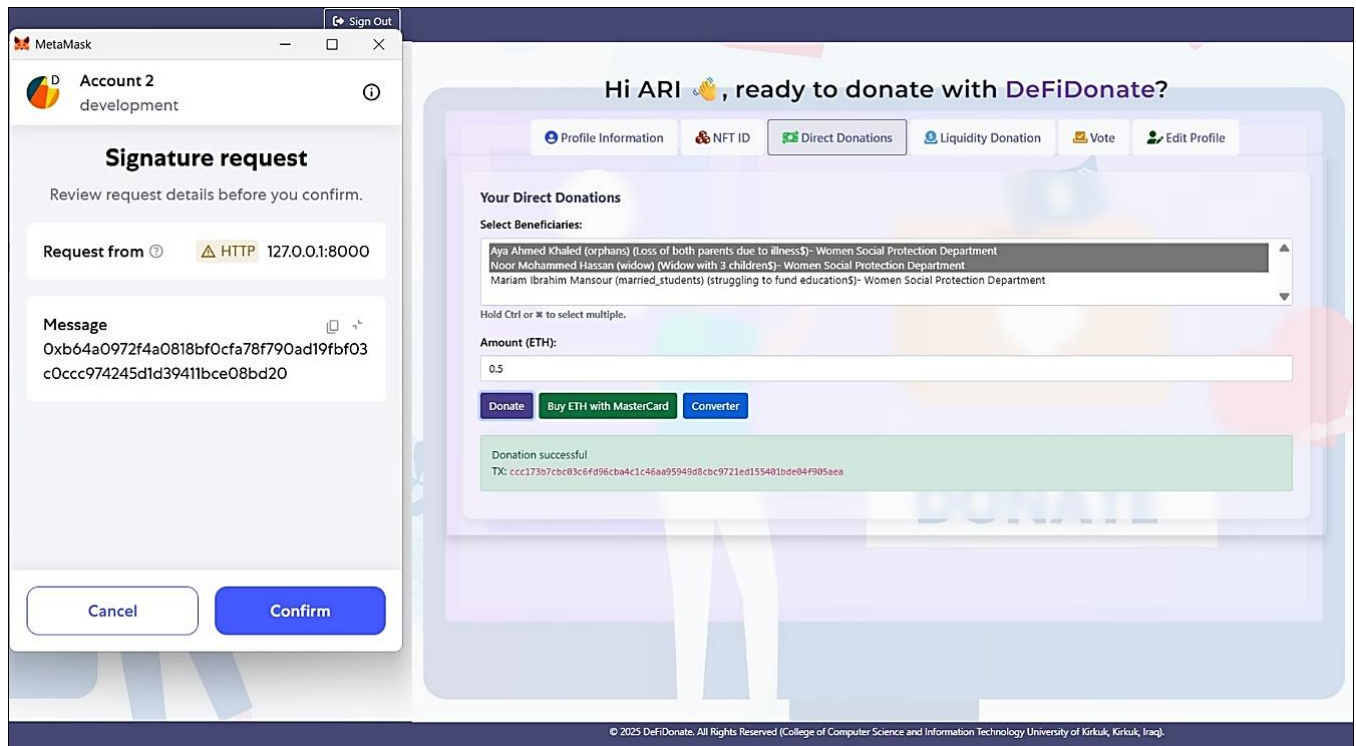 Sign Out
MetaMask
D
Account 2
development
Signature request
Review request details before you confirm.
Request from
HTTP 127.0.0.1:8000
Message
0xb64a0972f4a0818bf0cfa78f790ad19fbf03
c0ccc974245d1d39411bce08bd20
Cancel
Confirm
Hi ARI 👋, ready to donate with DeFiDonate?
Profile Information
NFT ID
Direct Donations
Liquidity Donation
Vote
Edit Profile
Your Direct Donations
Select Beneficiaries:
Aya Ahmed Khaled (orphans) (Loss of both parents due to illness$)- Women Social Protection Department
Noor Mohammed Hassan (widow) (Widow with 3 children$)- Women Social Protection Department
Mariam Ibrahim Mansour (married_students) (struggling to fund education$)- Women Social Protection Department
Hold Ctrl or ⌘ to select multiple.
Amount (ETH):
0.5
Donate
Buy ETH with MasterCard
Converter
Donation successful
TX: ccc173b7cbc03c6fd96cba4c1c46aa95949d8cbc9721ed155401bde04f905aea
DONATE
© 2025 DeFiDonate. All Rights Reserved (College of Computer Science and Information Technology University of Kirkuk, Kirkuk, Iraq).